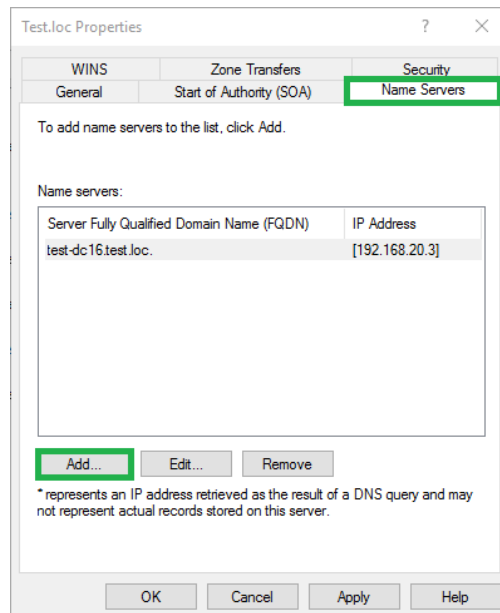 Test.loc Properties
?
WINS
Zone Transfers
Security
General
Start of Authority (SOA)
Name Servers
To add name servers to the list, click Add.
Name servers:
Server Fully Qualified Domain Name (FQDN)
IP Address
test-dc16.test.loc.
[192.168.20.3]
Add...
Edit...
Remove
* represents an IP address retrieved as the result of a DNS query and may
not represent actual records stored on this server.
OK
Cancel
Apply
Help